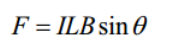 F = ILB sin θ